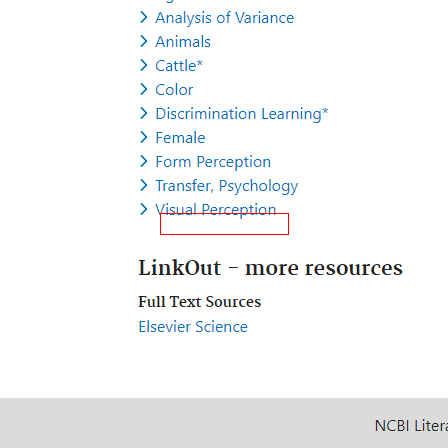 Analysis of Variance
Animals
Cattle*
Color
Discrimination Learning*
Female
Form Perception
Transfer, Psychology
Visual Perception
LinkOut - more resources
Full Text Sources
Elsevier Science
NCBI